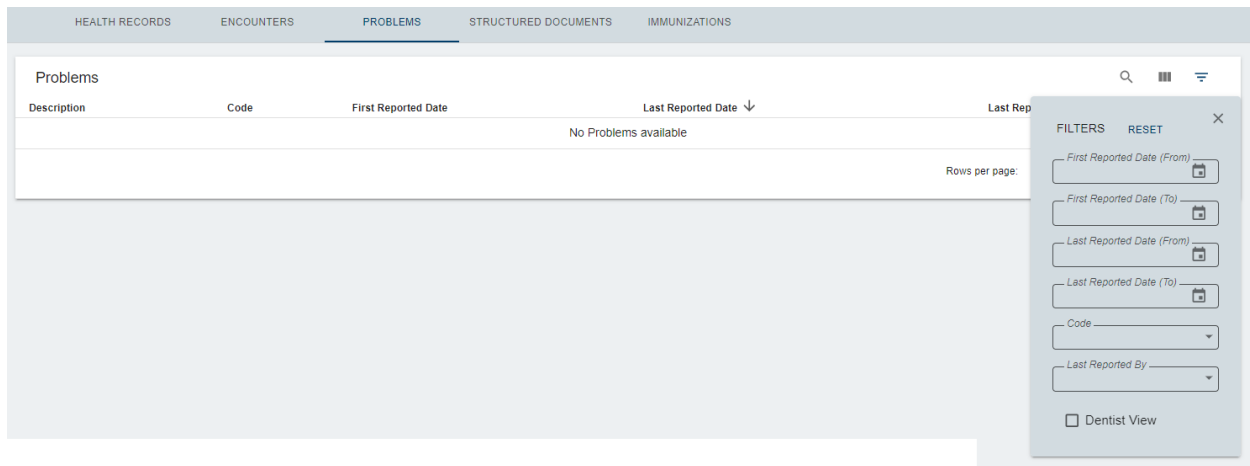 HEALTH RECORDS ENCOUNTERS PROBLEMS STRUCTURED DOCUMENTS IMMUNIZATIONS
Problems
Description Code First Reported Date Last Reported Date Last Rep
No Problems available
Rows per page:
FILTERS RESET
First Reported Date (From)
First Reported Date (To)
Last Reported Date (From)
Last Reported Date (To)
Code
Last Reported By
Dentist View